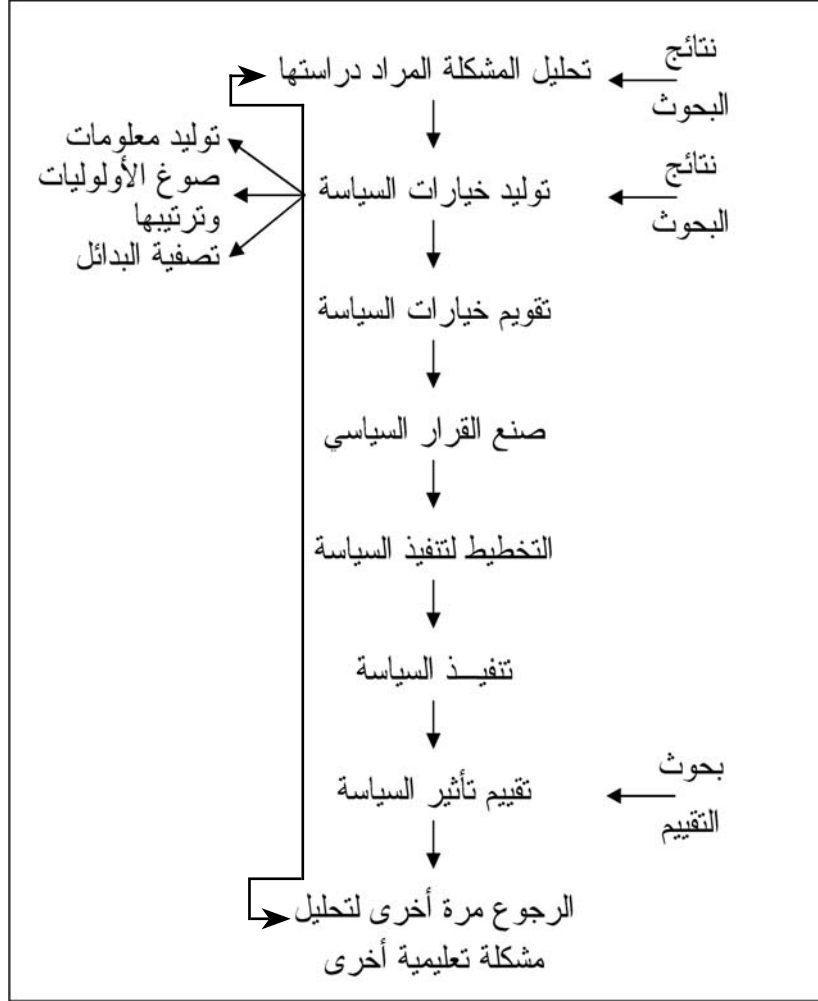 نتائج
البحوث
تحليل المشكلة المراد دراستها
نتائج
البحوث
توليد خيارات السياسة
توليد معلومات
صوغ الأولوليات
وترتيبها
تصفية البدائل
تقويم خيارات السياسة
صنع القرار السياسي
التخطيط لتنفيذ السياسة
تنفيــذ السياسة
بحوث
التقييم
تقييم تأثير السياسة
الرجوع مرة أخرى لتحليل
مشكلة تعليمية أخرى